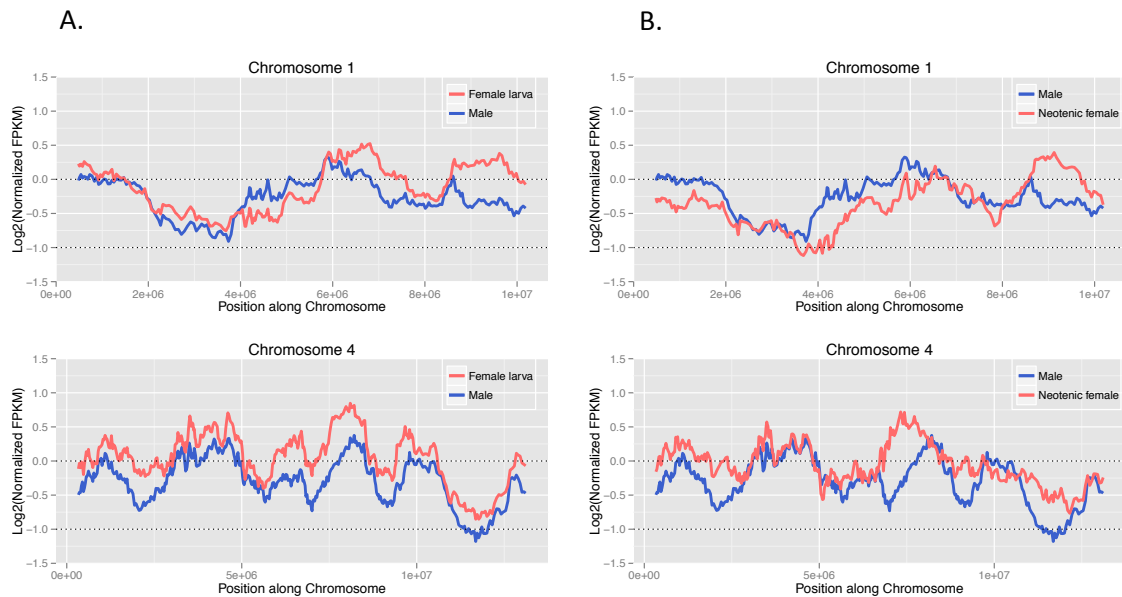 A.
Chromosome 1
Log2(Normalized FPKM)
1.5
1.0
0.5
0.0
−0.5
−1.0
−1.5
Female larva
Male
0e+00 2e+06 4e+06 6e+06 8e+06 1e+07
Position along Chromosome
Chromosome 4
Log2(Normalized FPKM)
1.5
1.0
0.5
0.0
−0.5
−1.0
−1.5
Female larva
Male
0e+00 5e+06 1e+07
Position along Chromosome
B.
Chromosome 1
Log2(Normalized FPKM)
1.5
1.0
0.5
0.0
−0.5
−1.0
−1.5
Male
Neotenic female
0e+00 2e+06 4e+06 6e+06 8e+06 1e+07
Position along Chromosome
Chromosome 4
Log2(Normalized FPKM)
1.5
1.0
0.5
0.0
−0.5
−1.0
−1.5
Male
Neotenic female
0e+00 5e+06 1e+07
Position along Chromosome